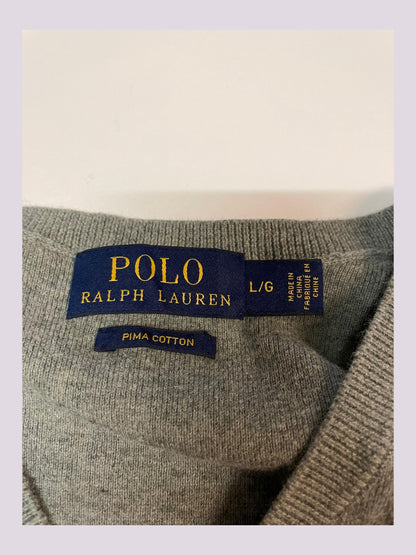 POLO
RALPH LAUREN
L/G
MADE IN
CHINA
FABRIQUÉ EN
CHINE
PIMA COTTON